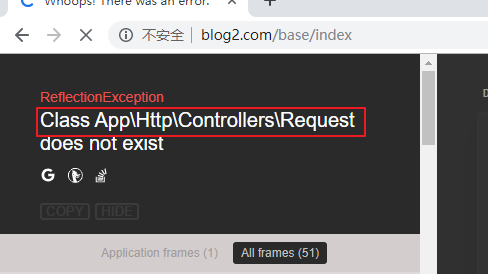 Whoops! There was an error.
不安全 | blog2.com/base/index
ReflectionException
Class App\Http\Controllers\Request
does not exist
COPY HIDE
Application frames (1) All frames (51)